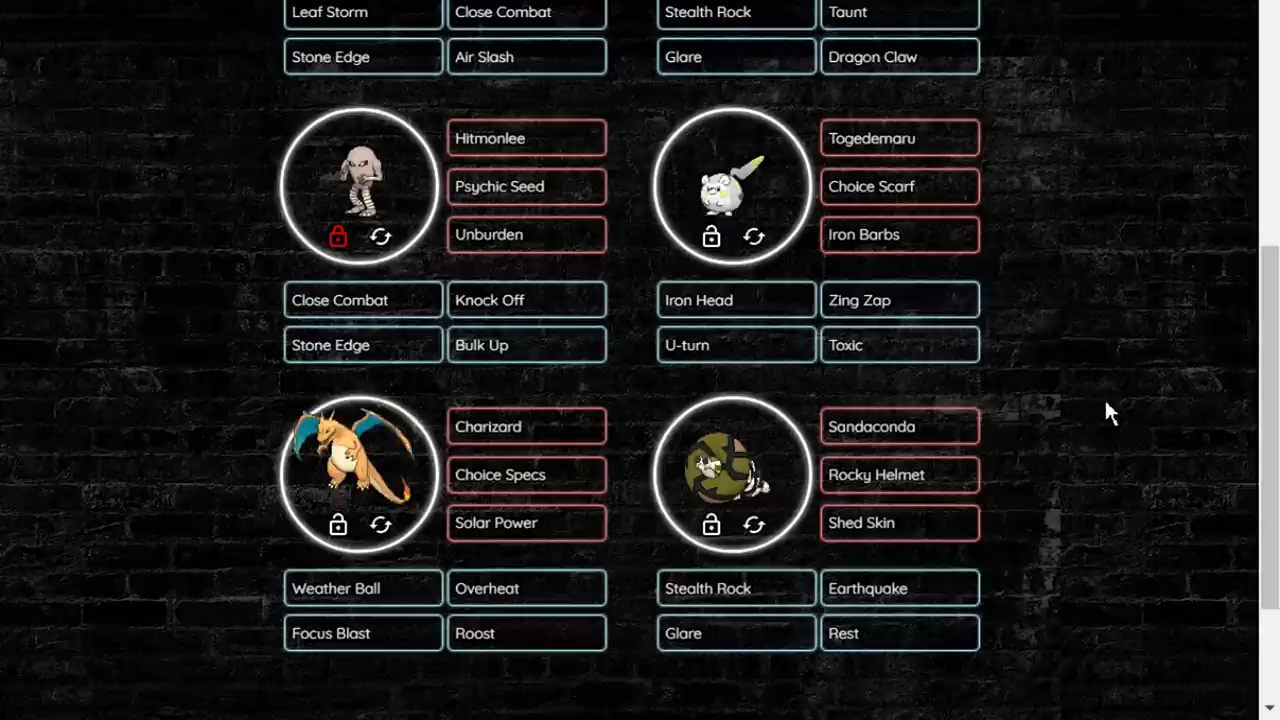 Leaf Storm Close Combat Stealth Rock Taunt
Stone Edge Air Slash Glare Dragon Claw
Hitmonlee Togedemaru
Psychic Seed Choice Scarf
Unburden Iron Barbs
Close Combat Knock Off Iron Head Zing Zap
Stone Edge Bulk Up U-turn Toxic
Charizard Sandaconda
Choice Specs Rocky Helmet
Solar Power Shed Skin
Weather Ball Overheat Stealth Rock Earthquake
Focus Blast Roost Glare Rest